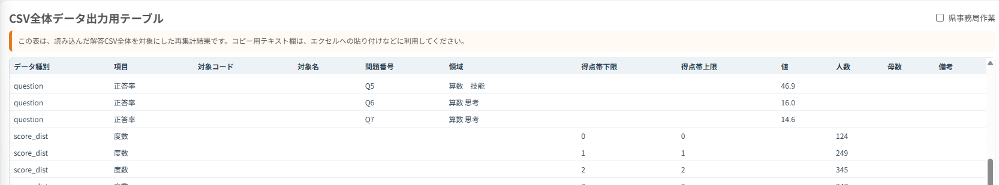 CSV全体データ出力用テーブル
県事務局作業
この表は、読み込んだ解答CSV全体を対象にした再集計結果です。コピー用テキスト欄は、エクセルへの貼り付けなどに利用してください。
データ種別 項目 対象コード 対象名 問題番号 領域 得点帯下限 得点帯上限 値 人数 母数 備考
question 正答率 Q5 算数　技能 46.9
question 正答率 Q6 算数 思考 16.0
question 正答率 Q7 算数 思考 14.6
score_dist 度数 0 0 124
score_dist 度数 1 1 249
score_dist 度数 2 2 345